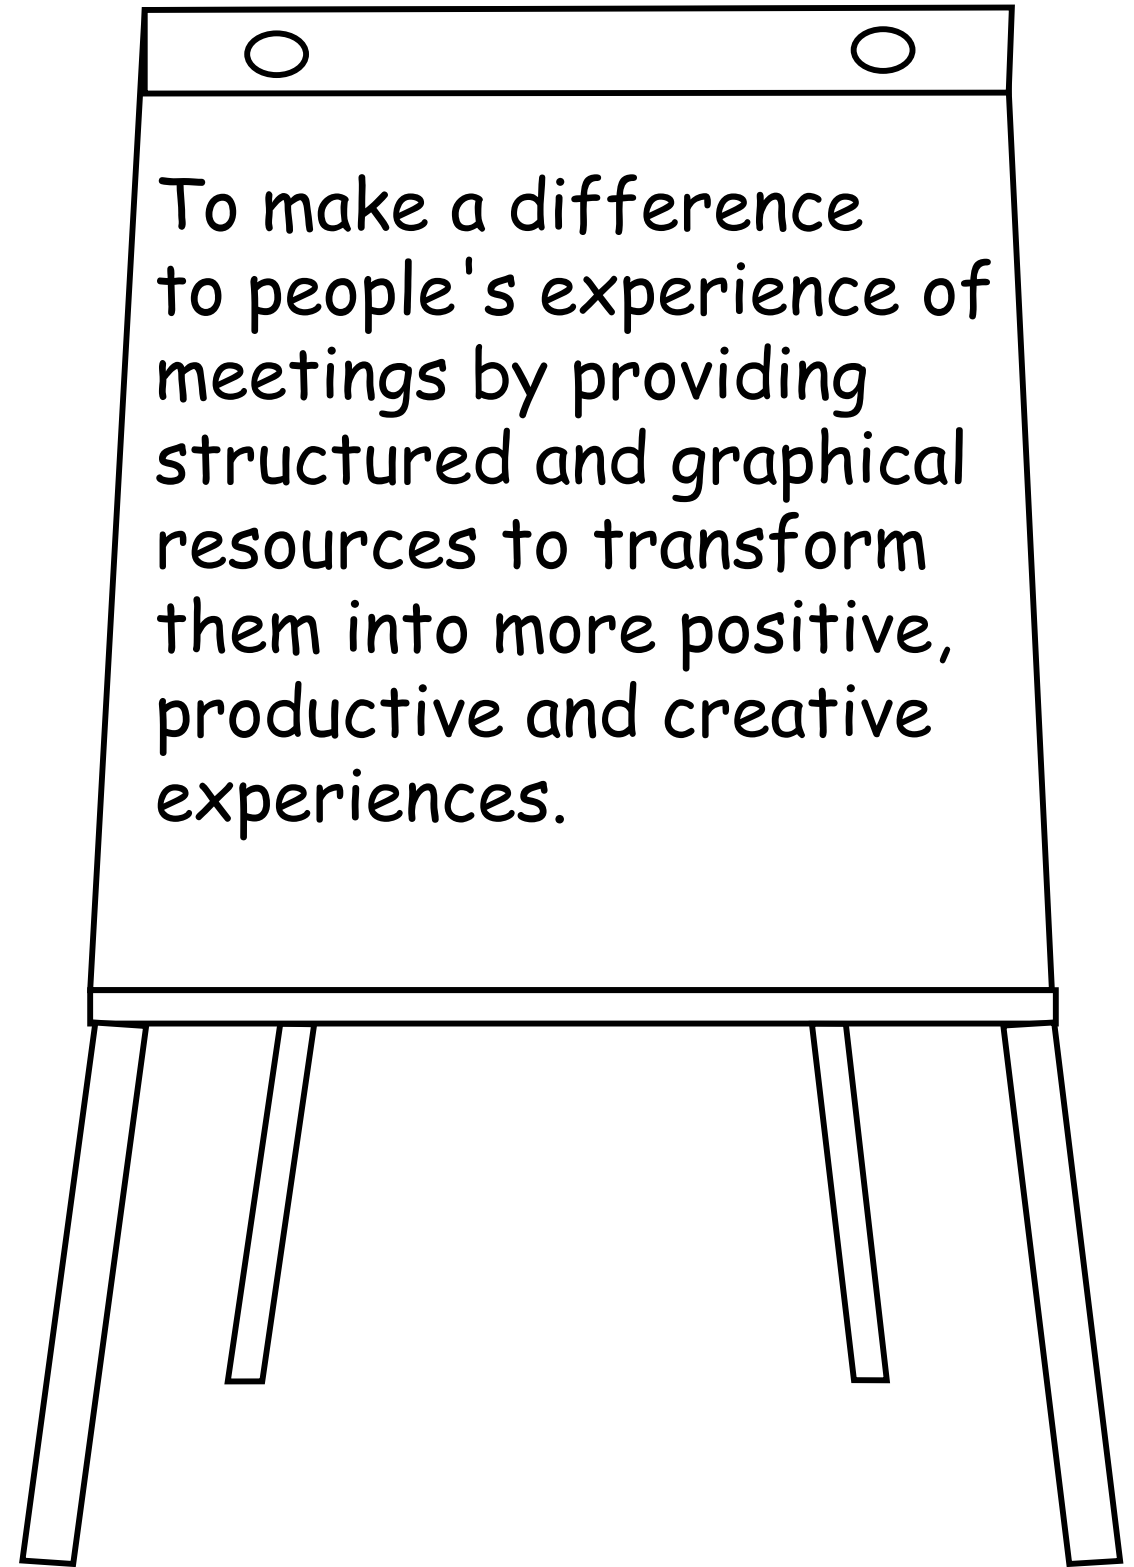 To make a difference
to people's experience of
meetings by providing
structured and graphical
resources to transform
them into more positive,
productive and creative
experiences.